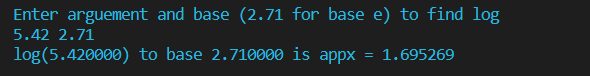 Enter arguement and base (2.71 for base e) to find log
5.42 2.71
log(5.420000) to base 2.710000 is appx = 1.695269